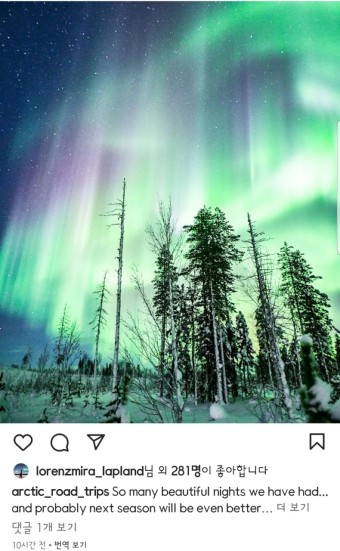 lorenzmira_lapland님 외 281명이 좋아합니다
arctic_road_trips So many beautiful nights we have had...
and probably next season will be even better... 더 보기
댓글 1개 보기
10시간 전 • 번역 보기